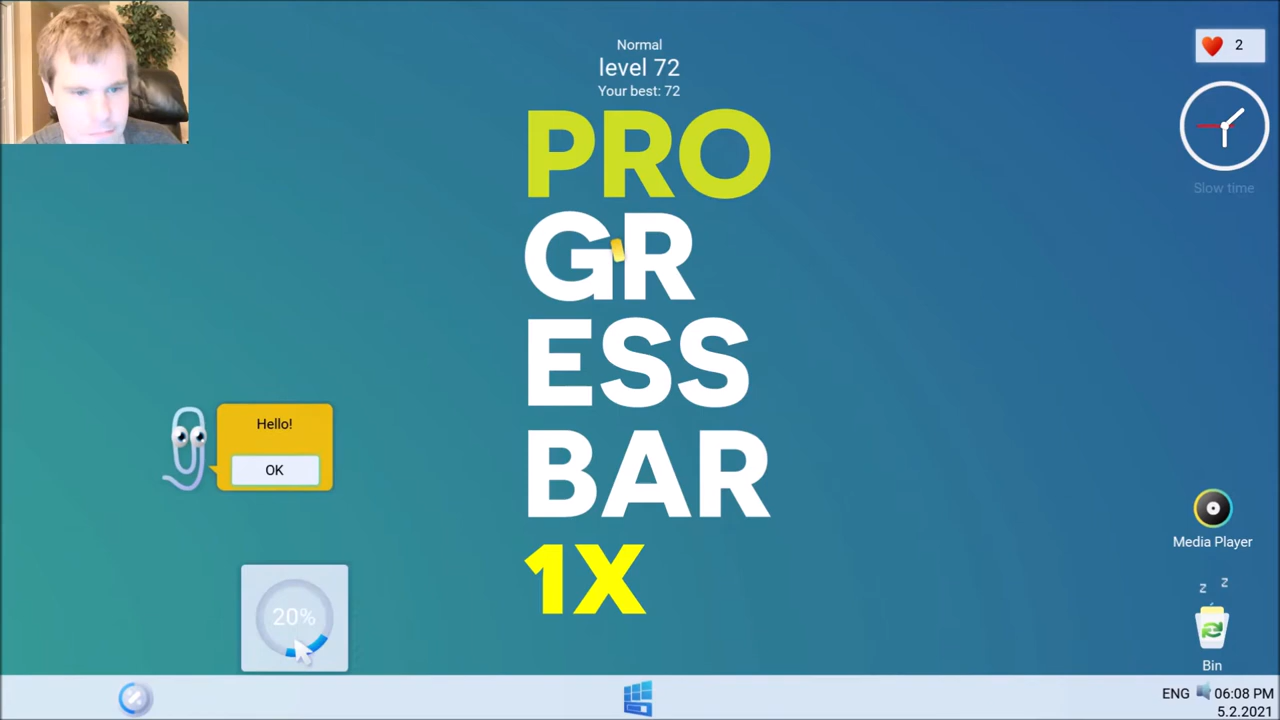 Normal
level 72
Your best: 72
2
Slow time
PRO
GR
ESS
BAR
1X
Hello!
OK
20%
Media Player
z z
Bin
ENG 06:08 PM
5.2.2021